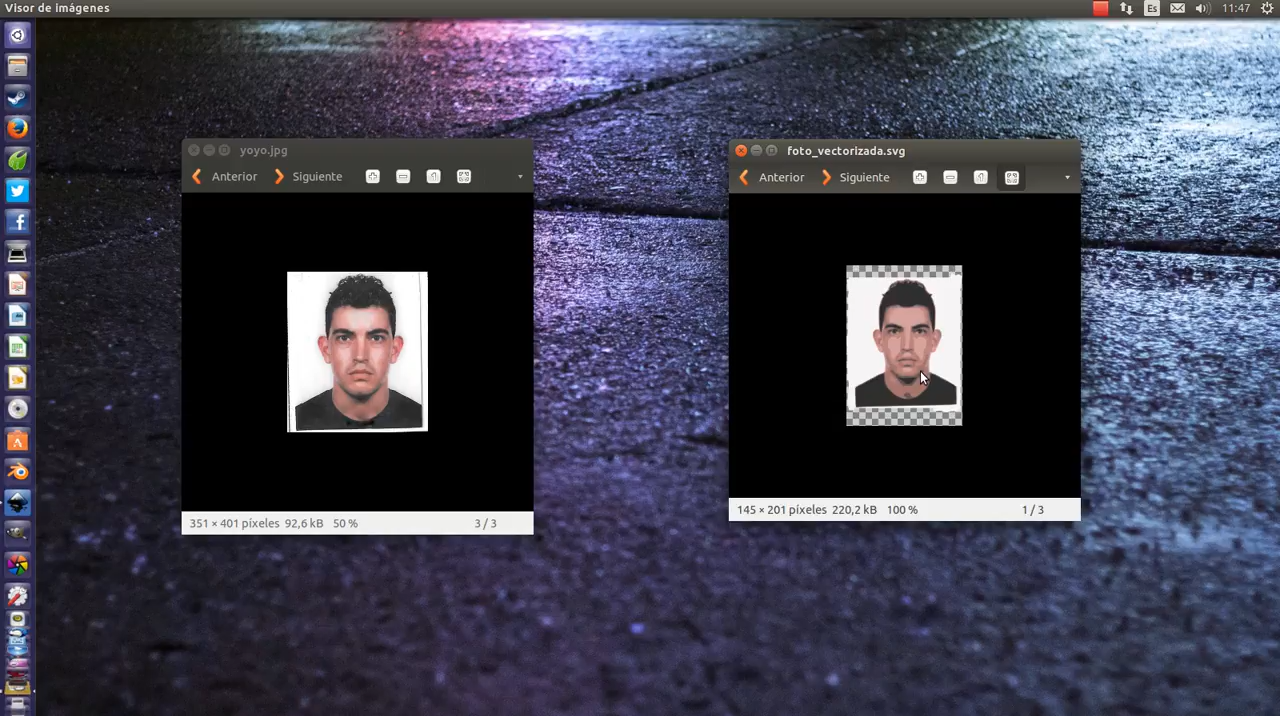 Visor de imágenes
Es
11:47
yoyo.jpg
Anterior
Siguiente
351 × 401 píxeles 92,6 kB 50 %
3 / 3
foto_vectorizada.svg
Anterior
Siguiente
145 × 201 píxeles 220,2 kB 100 %
1 / 3